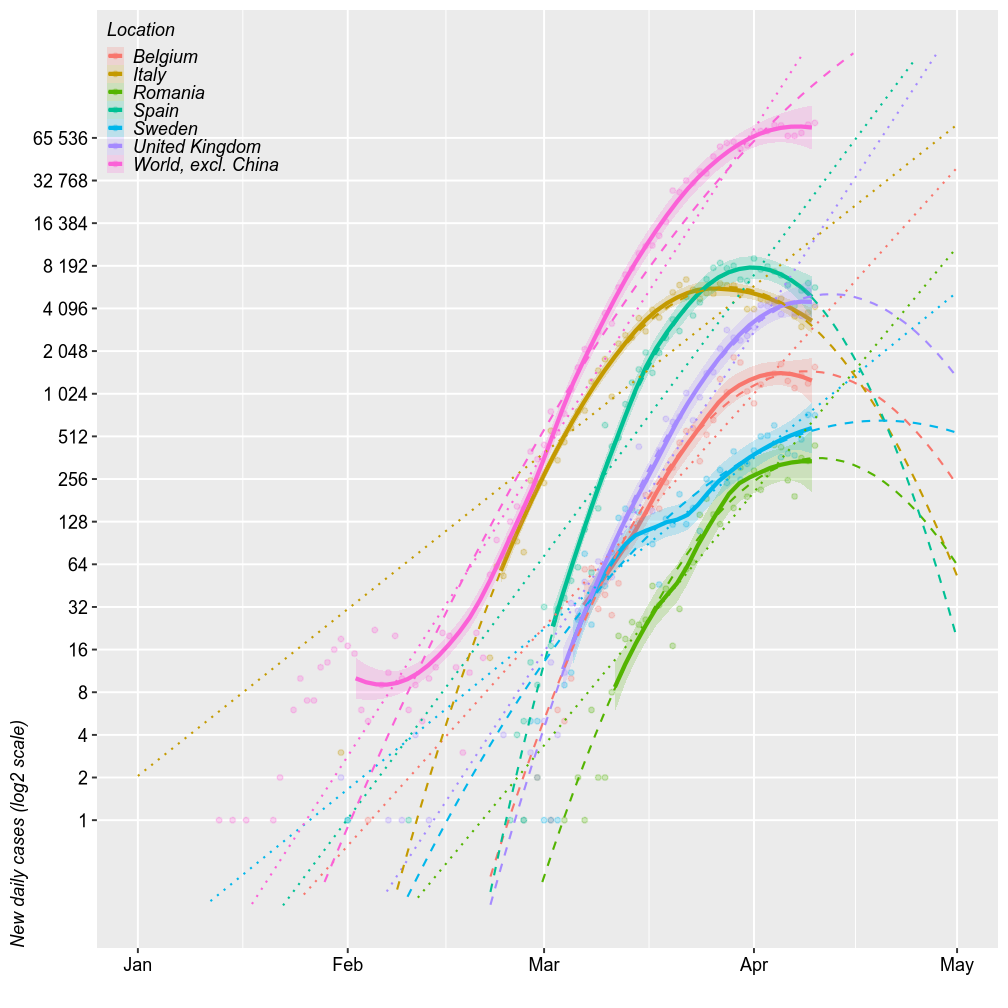 Location
Belgium
Italy
Romania
Spain
Sweden
United Kingdom
World, excl. China
65 536
32 768
16 384
8 192
4 096
2 048
1 024
512
256
128
64
32
16
8
4
2
1
New daily cases (log2 scale)
Jan Feb Mar Apr May